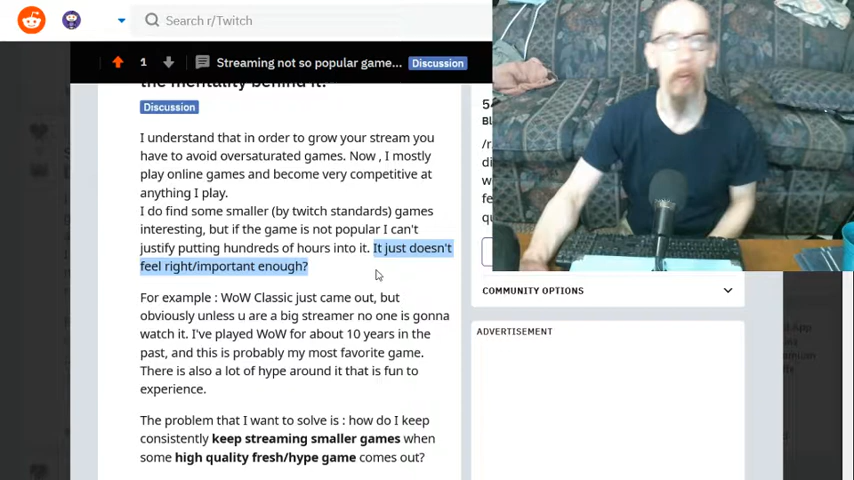 Search r/Twitch
1
Streaming not so popular game...
Discussion
the mentality behind it?
Discussion
I understand that in order to grow your stream you
have to avoid oversaturated games. Now , I mostly
play online games and become very competitive at
anything I play.
I do find some smaller (by twitch standards) games
interesting, but if the game is not popular I can't
justify putting hundreds of hours into it. It just doesn't
feel right/important enough?
For example : WoW Classic just came out, but
obviously unless u are a big streamer no one is gonna
watch it. I've played WoW for about 10 years in the
past, and this is probably my most favorite game.
There is also a lot of hype around it that is fun to
experience.
The problem that I want to solve is : how do I keep
consistently keep streaming smaller games when
some high quality fresh/hype game comes out?
COMMUNITY OPTIONS
ADVERTISEMENT